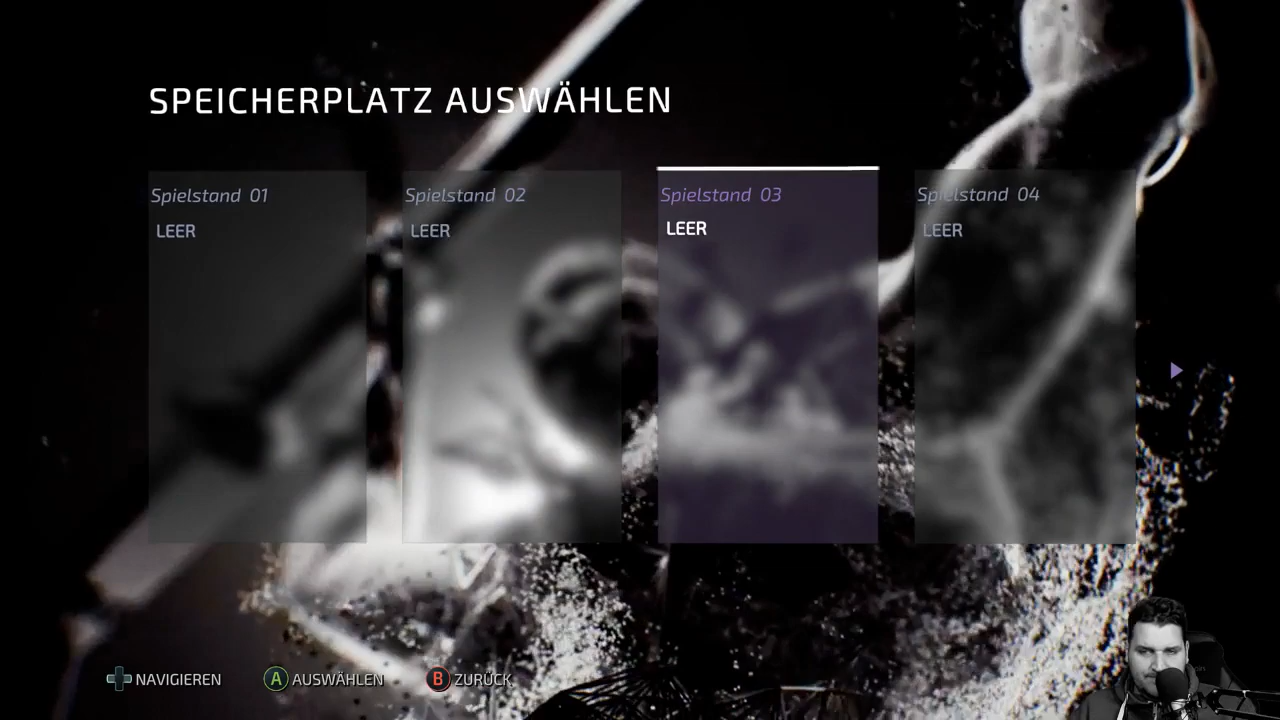 SPEICHERPLATZ AUSWÄHLEN
Spielstand 01
LEER
Spielstand 02
LEER
Spielstand 03
LEER
Spielstand 04
LEER
NAVIGIEREN
A AUSWÄHLEN
B ZURÜCK